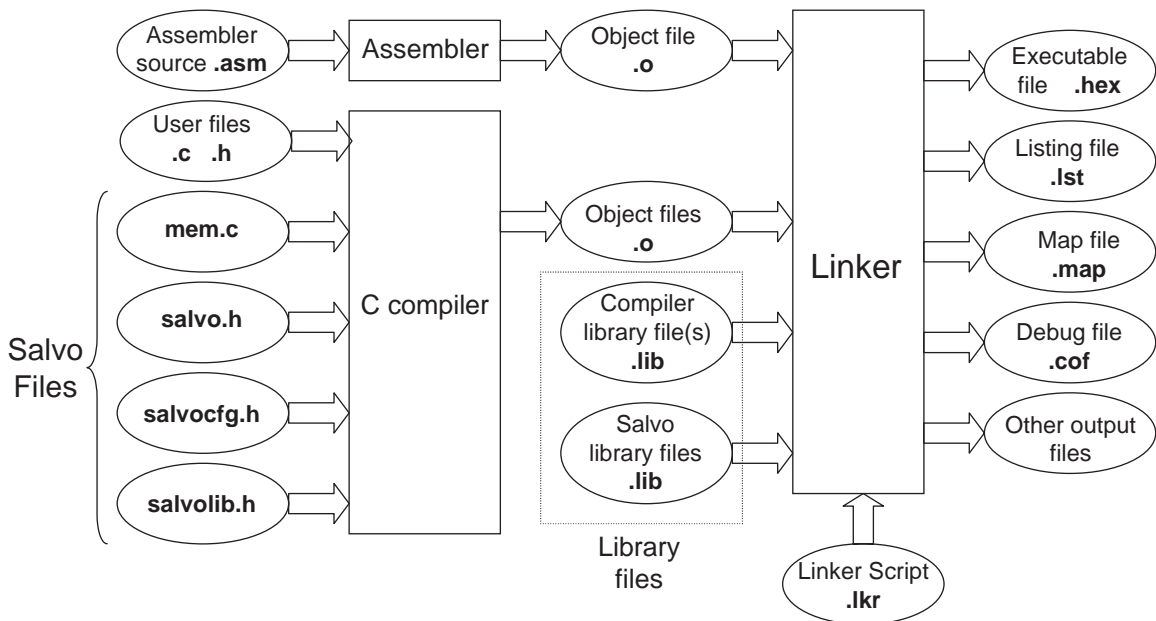 Assembler
source .asm
Assembler
Object file
.o
Executable
file .hex
User files
.c .h
Listing file
.lst
mem.c
Object files
.o
Map file
.map
Linker
C compiler
salvo.h
Compiler
library file(s)
.lib
Debug file
.cof
Salvo
Files
salvocfg.h
Salvo
library files
.lib
Other output
files
salvolib.h
Library
files
Linker Script
.lkr